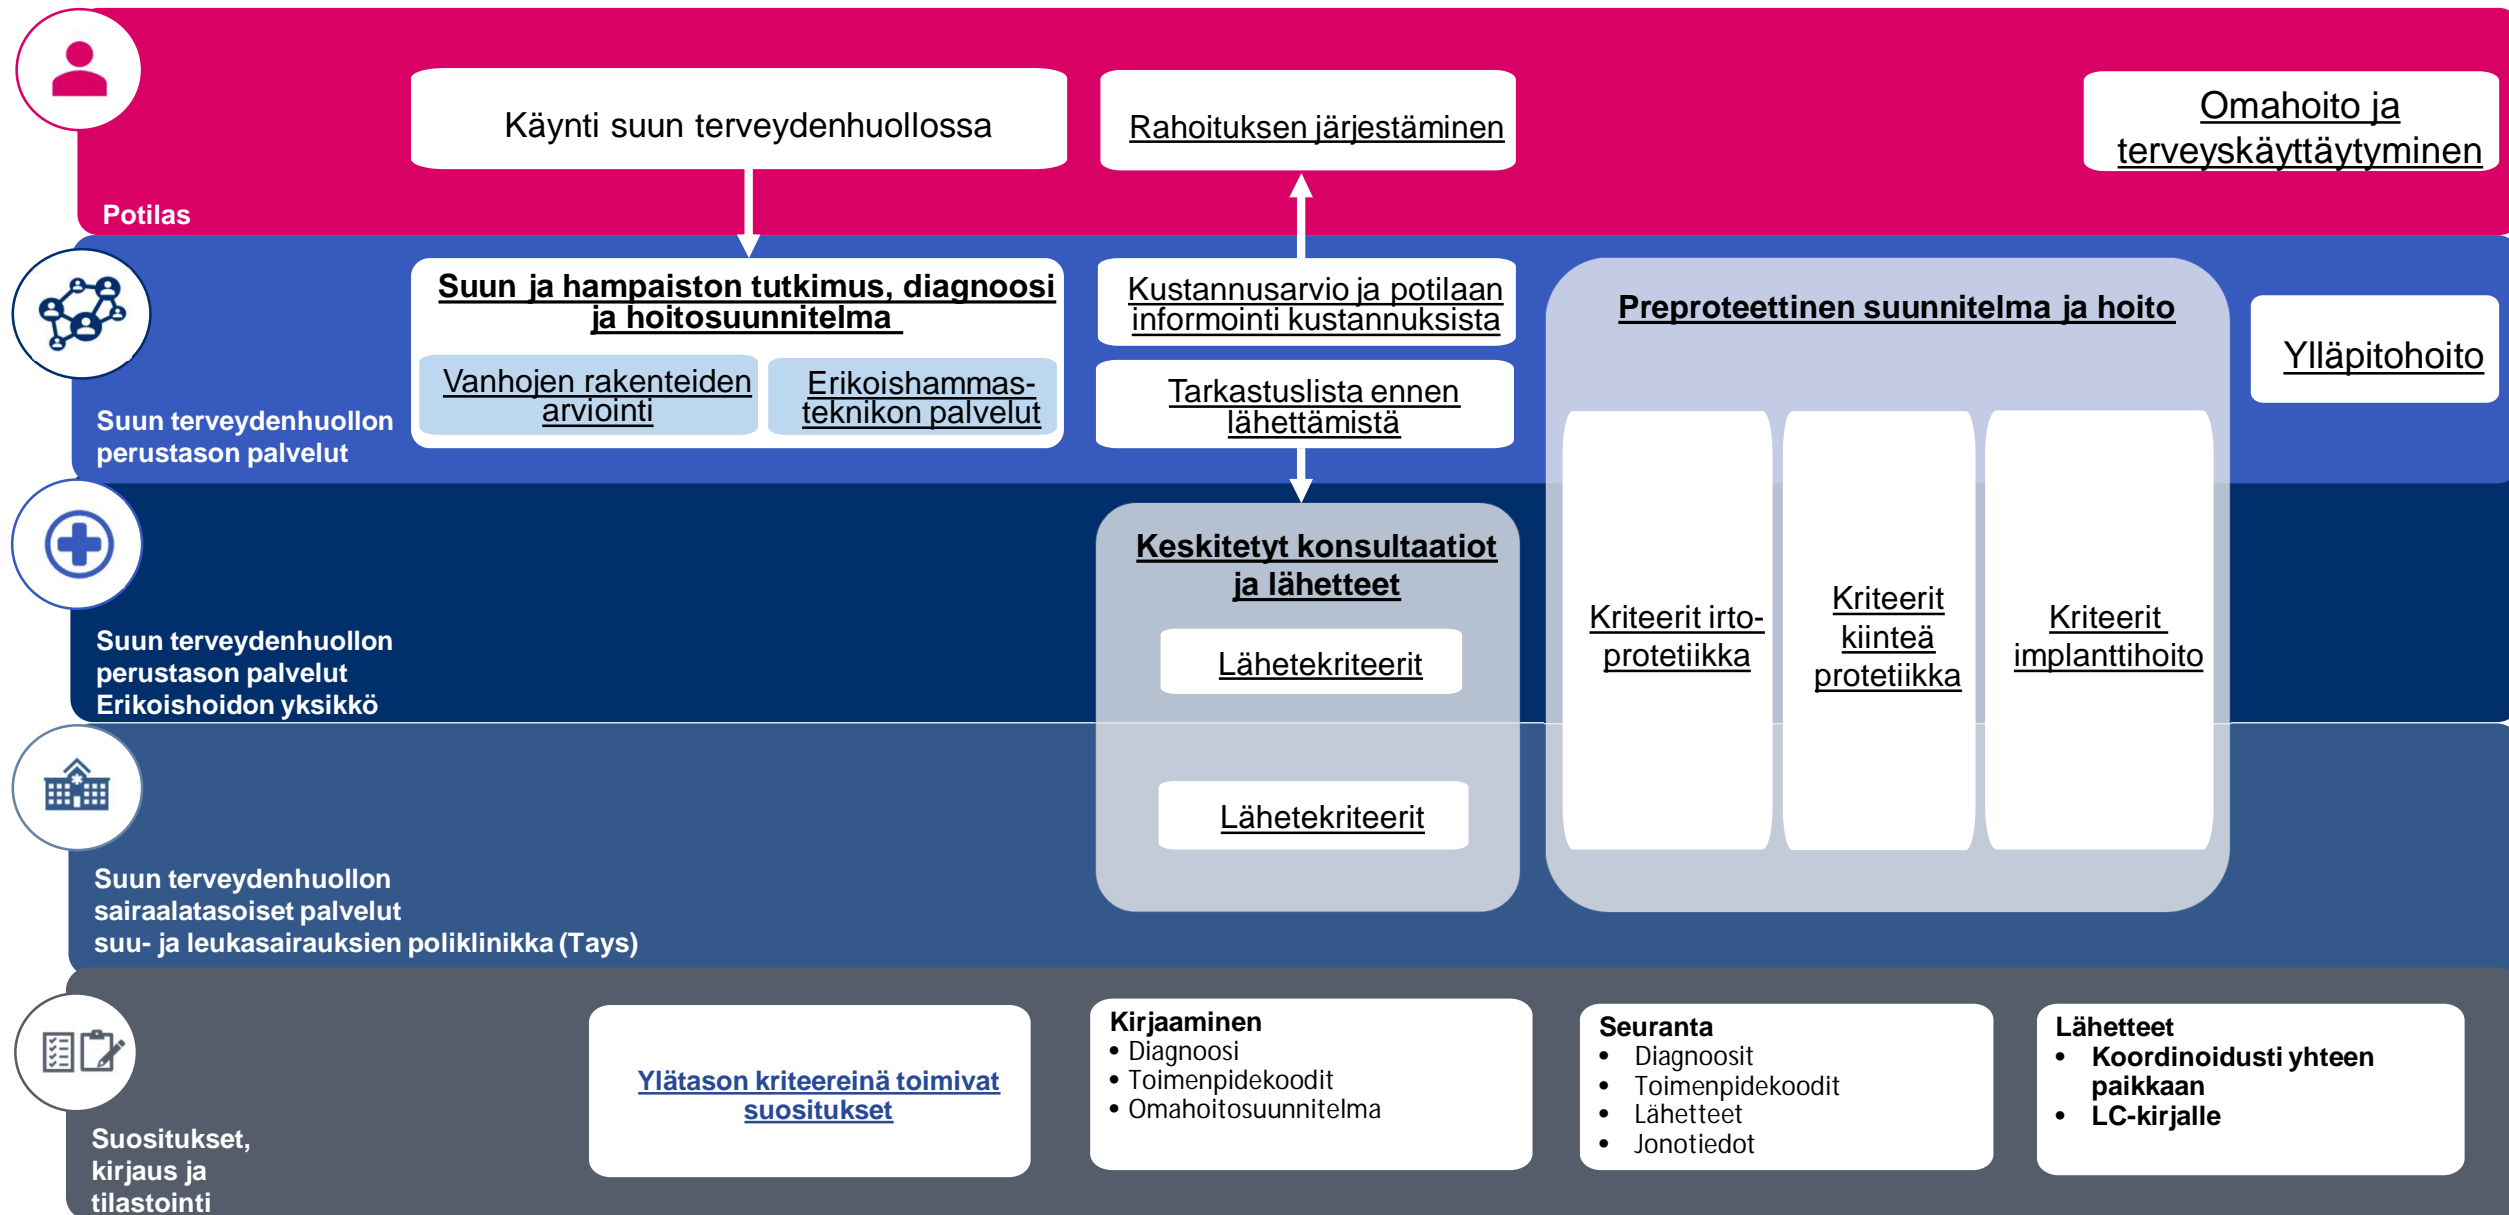 Käynti suun terveydenhuollossa
Rahoituksen järjestäminen
Omahoito ja
terveyskäyttäytyminen
Potilas
Suun ja hampaiston tutkimus, diagnoosi
ja hoitosuunnitelma
Vanhojen rakenteiden
arviointi
Erikoishammas-
teknikon palvelut
Kustannusarvio ja potilaan
informointi kustannuksista
Tarkastuslista ennen
lähettämistä
Preproteettinen suunnitelma ja hoito
Ylläpitohoito
Suun terveydenhuollon
perustason palvelut
Keskitetyt konsultaatiot
ja lähetteet
Lähetekriteerit
Kriteerit irto-
protetiikka
Kriteerit
kiinteä
protetiikka
Kriteerit
implanttihoito
Suun terveydenhuollon
perustason palvelut
Erikoishoidon yksikkö
Lähetekriteerit
Suun terveydenhuollon
sairaalatasoiset palvelut
suu- ja leukasairauksien poliklinikka (Tays)
Ylätason kriteereinä toimivat
suositukset
Kirjaaminen
• Diagnoosi
• Toimenpidekoodit
• Omahoitosuunnitelma
Seuranta
• Diagnoosit
• Toimenpidekoodit
• Lähetteet
• Jonotiedot
Lähetteet
• Koordinoidusti yhteen
paikkaan
• LC-kirjalle
Suositukset,
kirjaus ja
tilastointi